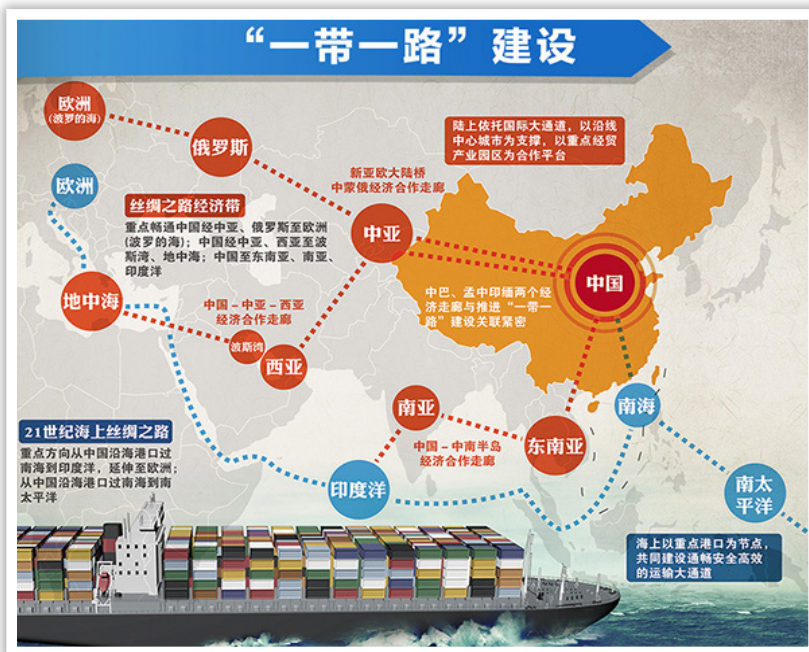 “一带一路”建设
欧洲
(波罗的海)
俄罗斯
陆上依托国际大通道，以沿线
中心城市为支撑，以重点经贸
产业园区为合作平台
新亚欧大陆桥
中蒙俄经济合作走廊
欧洲
丝绸之路经济带
重点畅通中国经中亚、俄罗斯至欧洲
(波罗的海)；中国经中亚、西亚至波
斯湾、地中海；中国至东南亚、南亚、
印度洋
中亚
中国
地中海
中国－中亚－西亚
经济合作走廊
中巴、孟中印缅两个经
济走廊与推进“一带一
路”建设关联紧密
波斯湾
西亚
南亚
南海
21世纪海上丝绸之路
重点方向从中国沿海港口过
南海到印度洋，延伸至欧洲；
从中国沿海港口过南海到南
太平洋
中国－中南半岛
经济合作走廊
东南亚
印度洋
南太
平洋
海上以重点港口为节点，
共同建设通畅安全高效
的运输大通道